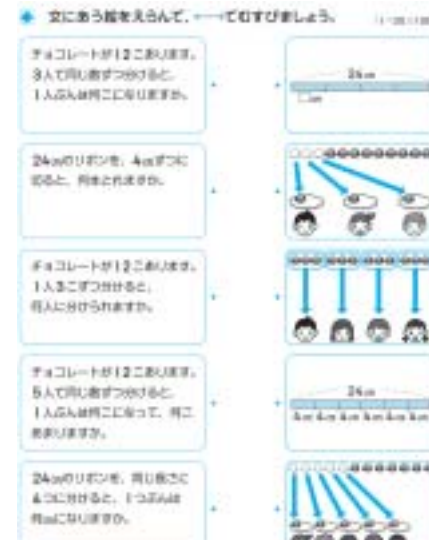 文にあう絵をえらんで、←→てむすびましょう。
チョコレートが12こあります。
3人で同じ数ずつ分けると、
1人ぶんは何こになりますか。
24cm
□cm
24cmのリボンを、4cmずつに
切ると、何本とれますか。
チョコレートが12こあります。
1人3こずつ分けると、
何人に分けられますか。
チョコレートが12こあります。
5人で同じ数ずつ分けると、
1人ぶんは何こになって、何こ
あまりますか。
24cm
4cm 4cm 4cm 4cm 4cm
24cmのリボンを、同じ長さに
4つに分けると、1つぶんは
何cmになりますか。